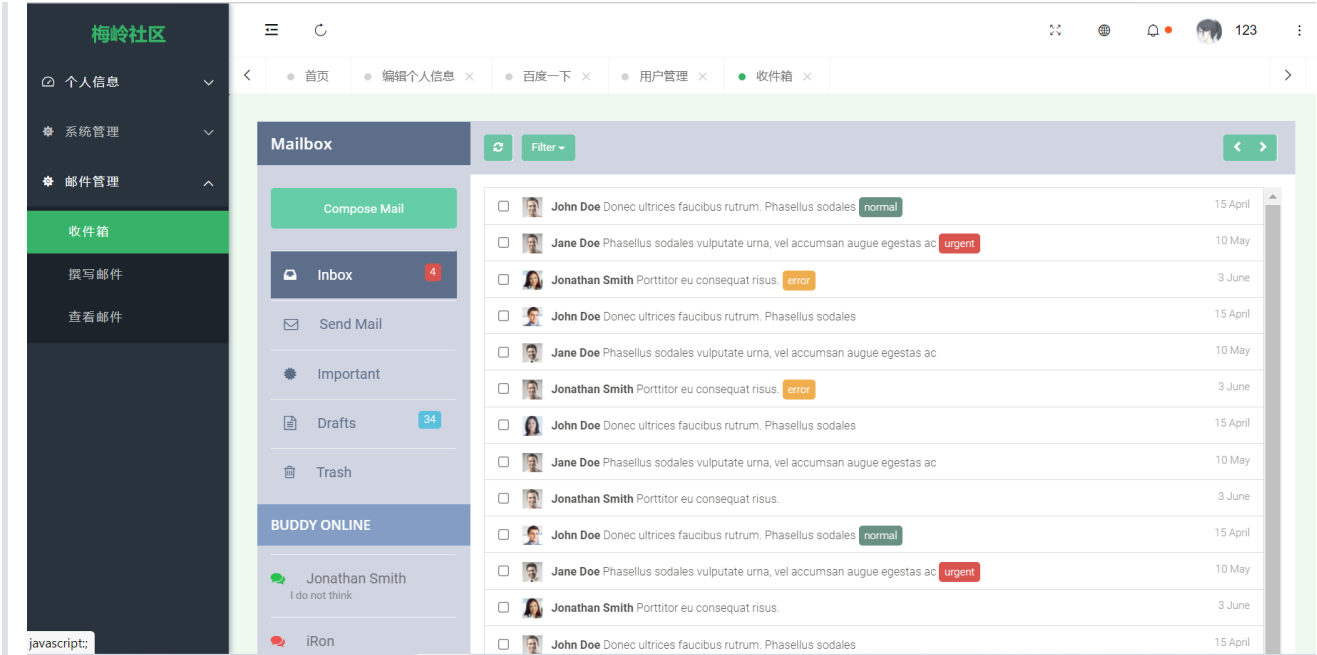 梅岭社区
123
个人信息
系统管理
邮件管理
收件箱
撰写邮件
查看邮件
首页
编辑个人信息
百度一下
用户管理
收件箱
Mailbox
Filter
Compose Mail
Inbox 4
Send Mail
Important
Drafts 34
Trash
BUDDY ONLINE
Jonathan Smith
I do not think
iRon
John Doe Donec ultrices faucibus rutrum. Phasellus sodales normal 15 April
Jane Doe Phasellus sodales vulputate urna, vel accumsan augue egestas ac urgent 10 May
Jonathan Smith Porttitor eu consequat risus. error 3 June
John Doe Donec ultrices faucibus rutrum. Phasellus sodales 15 April
Jane Doe Phasellus sodales vulputate urna, vel accumsan augue egestas ac 10 May
Jonathan Smith Porttitor eu consequat risus. error 3 June
John Doe Donec ultrices faucibus rutrum. Phasellus sodales 15 April
Jane Doe Phasellus sodales vulputate urna, vel accumsan augue egestas ac 10 May
Jonathan Smith Porttitor eu consequat risus. 3 June
John Doe Donec ultrices faucibus rutrum. Phasellus sodales normal 15 April
Jane Doe Phasellus sodales vulputate urna, vel accumsan augue egestas ac urgent 10 May
Jonathan Smith Porttitor eu consequat risus. 3 June
John Doe Donec ultrices faucibus rutrum. Phasellus sodales 15 April
javascript:;